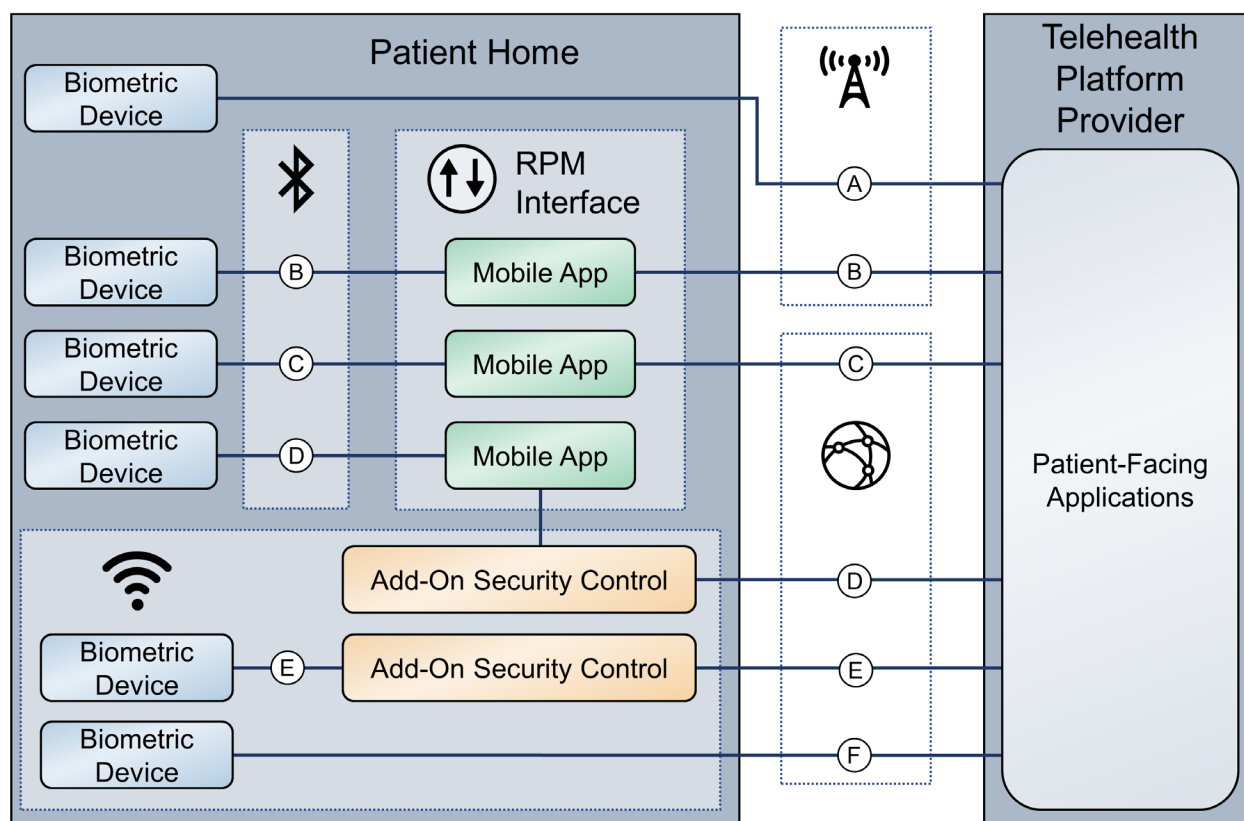 Patient Home
Telehealth
Platform
Provider
Biometric
Device
A
RPM
Interface
Biometric
Device
B
Mobile App
B
Biometric
Device
C
Mobile App
C
Biometric
Device
D
Mobile App
Patient-Facing
Applications
Add-On Security Control
D
Biometric
Device
E
Add-On Security Control
E
Biometric
Device
F